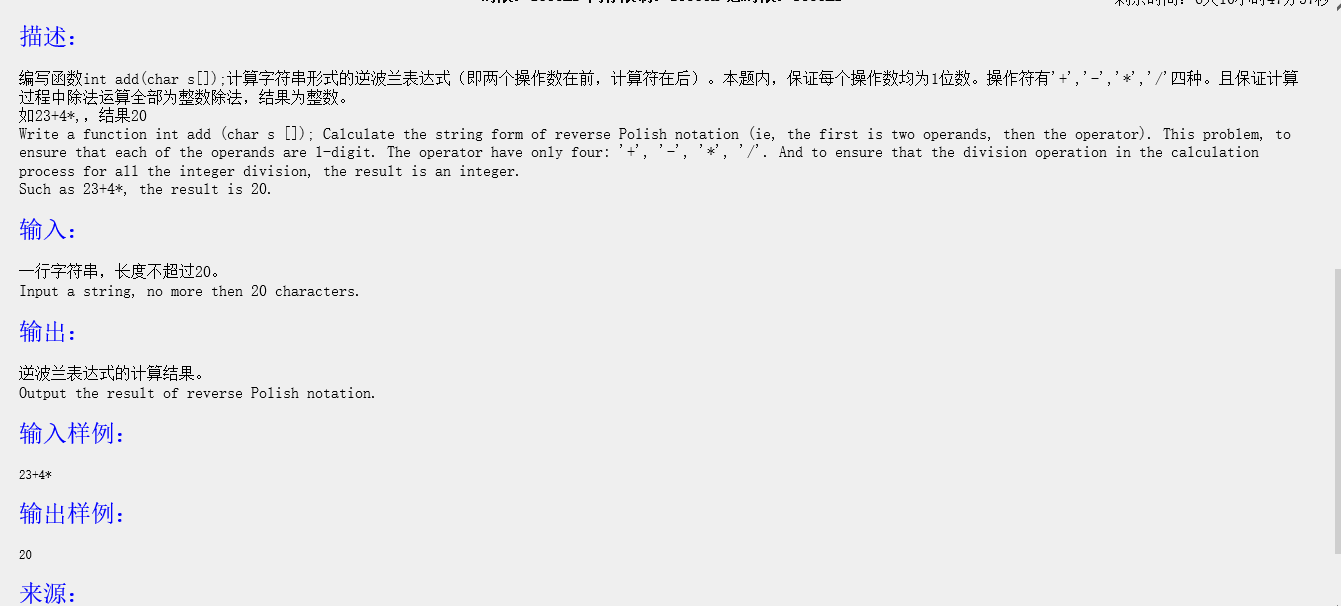 描述：
编写函数int add(char s[]);计算字符串形式的逆波兰表达式（即两个操作数在前，计算符在后）。本题内，保证每个操作数均为1位数。操作符有'+','-','*','/'四种。且保证计算
过程中除法运算全部为整数除法，结果为整数。
如23+4*,，结果20
Write a function int add (char s []); Calculate the string form of reverse Polish notation (ie, the first is two operands, then the operator). This problem, to
ensure that each of the operands are 1-digit. The operator have only four: '+', '-', '*', '/'. And to ensure that the division operation in the calculation
process for all the integer division, the result is an integer.
Such as 23+4*, the result is 20.
输入：
一行字符串，长度不超过20。
Input a string, no more then 20 characters.
输出：
逆波兰表达式的计算结果。
Output the result of reverse Polish notation.
输入样例：
23+4*
输出样例：
20
来源：